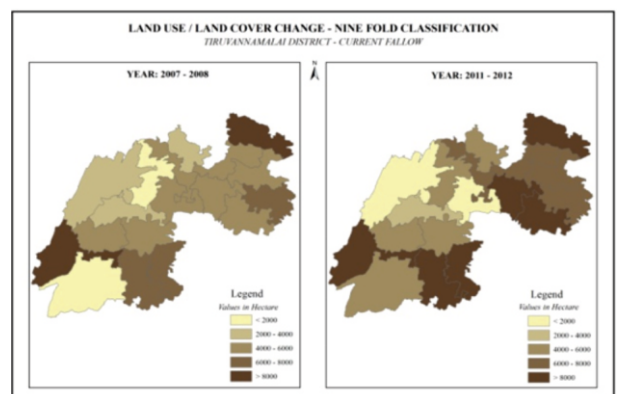 LAND USE / LAND COVER CHANGE - NINE FOLD CLASSIFICATION
TIRUVANNAMALAI DISTRICT - CURRENT FALLOW
YEAR: 2007 - 2008
Legend
Values in Hectare
< 2000
2000 - 4000
4000 - 6000
6000 - 8000
> 8000
N
YEAR: 2011 - 2012
Legend
Values in Hectare
< 2000
2000 - 4000
4000 - 6000
6000 - 8000
> 8000